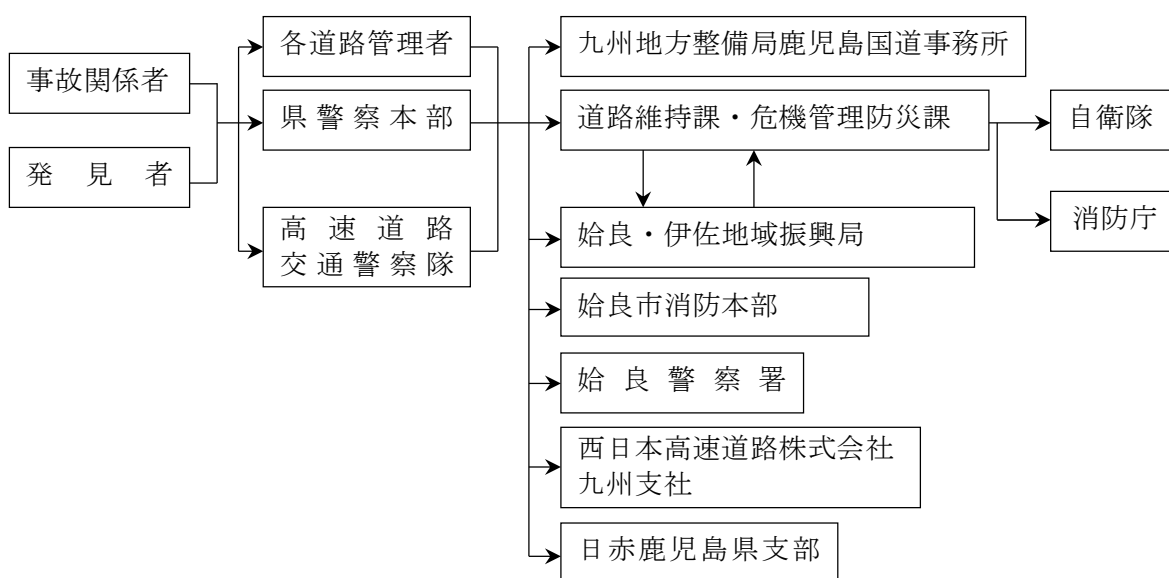 事故関係者
発見者
各道路管理者
県警察本部
高速道路
交通警察隊
九州地方整備局鹿児島国道事務所
道路維持課・危機管理防災課
姶良・伊佐地域振興局
姶良市消防本部
姶良警察署
西日本高速道路株式会社
九州支社
日赤鹿児島県支部
自衛隊
消防庁